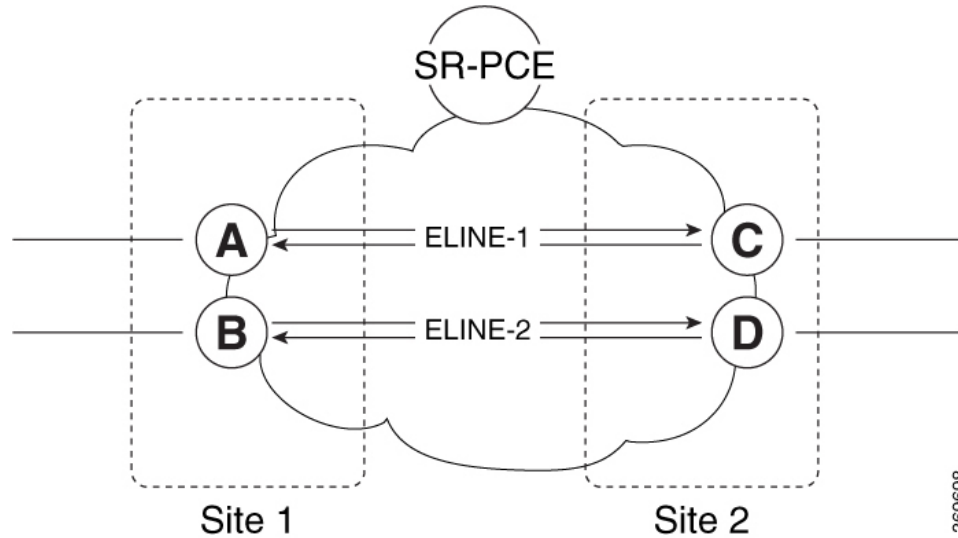 SR-PCE
A
ELINE-1
C
B
ELINE-2
D
Site 1
Site 2